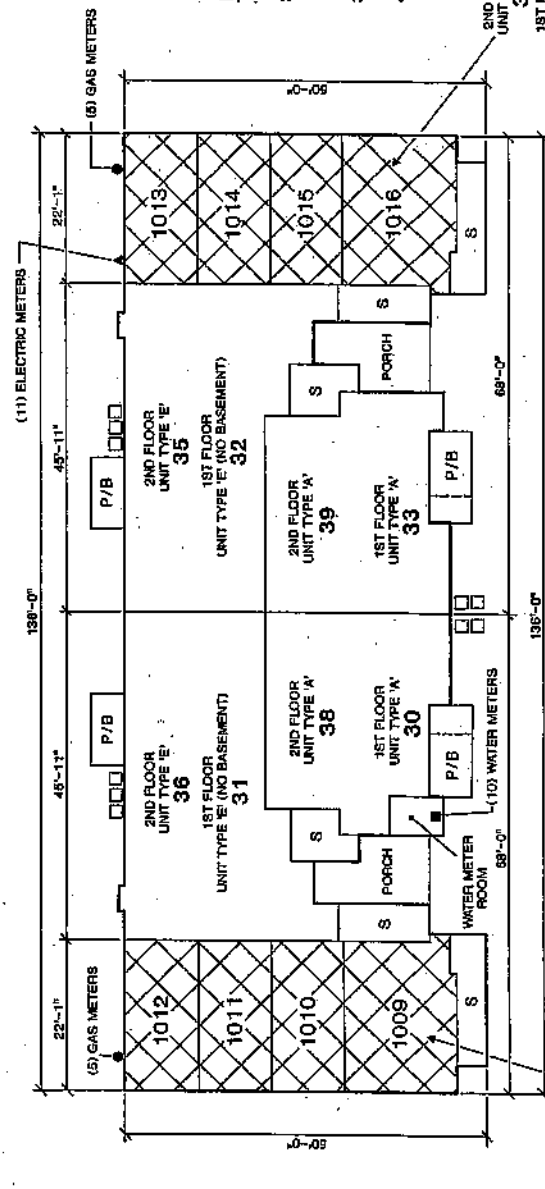 (11) ELECTRIC METERS
136'-0"
(5) GAS METERS
22'-1"
45'-11"
45'-11"
22'-1"
(5) GAS METERS
P/B
P/B
1012
1011
1010
1009
2ND FLOOR
UNIT TYPE 'E'
36
1ST FLOOR
UNIT TYPE 'E' (NO BASEMENT)
31
2ND FLOOR
UNIT TYPE 'E'
35
1ST FLOOR
UNIT TYPE 'E' (NO BASEMENT)
32
1013
1014
1015
1016
S
PORCH
S
S
2ND FLOOR
UNIT TYPE 'A'
38
1ST FLOOR
UNIT TYPE 'A'
30
2ND FLOOR
UNIT TYPE 'A'
39
1ST FLOOR
UNIT TYPE 'A'
33
S
PORCH
S
S
P/B
P/B
WATER METER
ROOM
(10) WATER METERS
68'-0"
68'-0"
136'-0"
2ND
UNIT
3
1ST